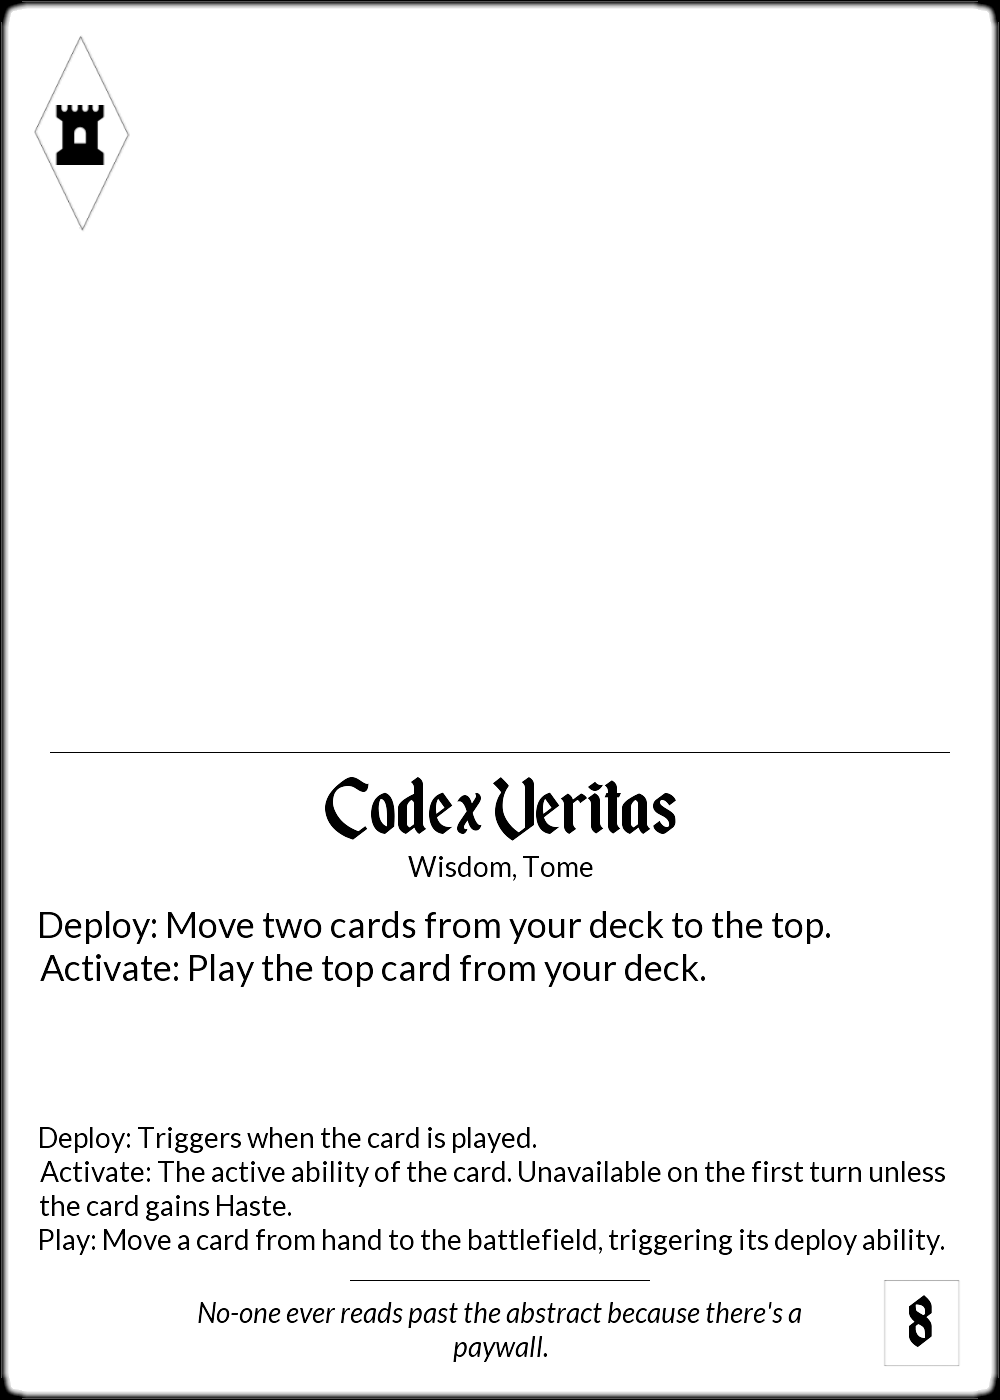 Codex Veritas
Wisdom, Tome
Deploy: Move two cards from your deck to the top.
Activate: Play the top card from your deck.
Deploy: Triggers when the card is played.
Activate: The active ability of the card. Unavailable on the first turn unless
the card gains Haste.
Play: Move a card from hand to the battlefield, triggering its deploy ability.
No-one ever reads past the abstract because there's a
paywall.
8